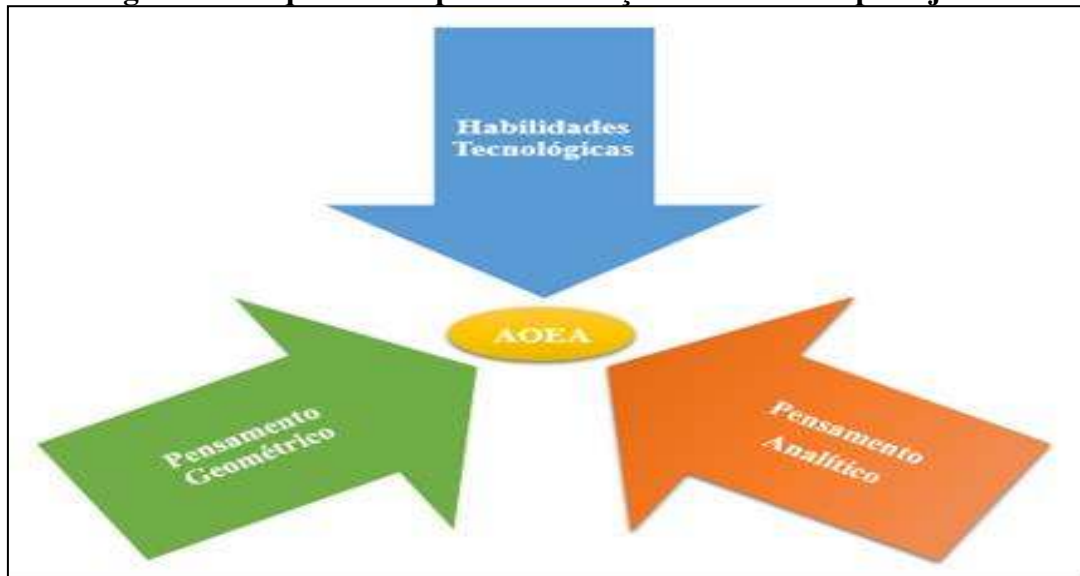 Habilidades
Tecnológicas
AOEA
Pensamento
Geométrico
Pensamento
Analítico